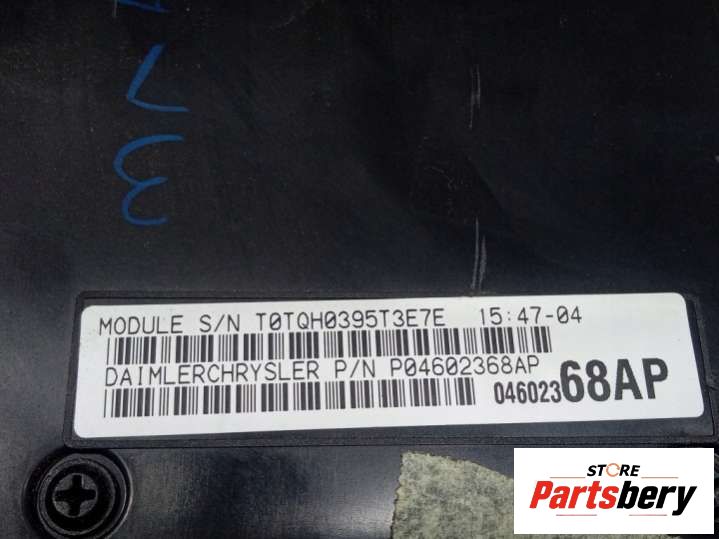 MODULE S/N T0TQH0395T3E7E 15:47-04
DAIMLERCHRYSLER P/N P04602368AP
04602368AP
STORE
Partsbery